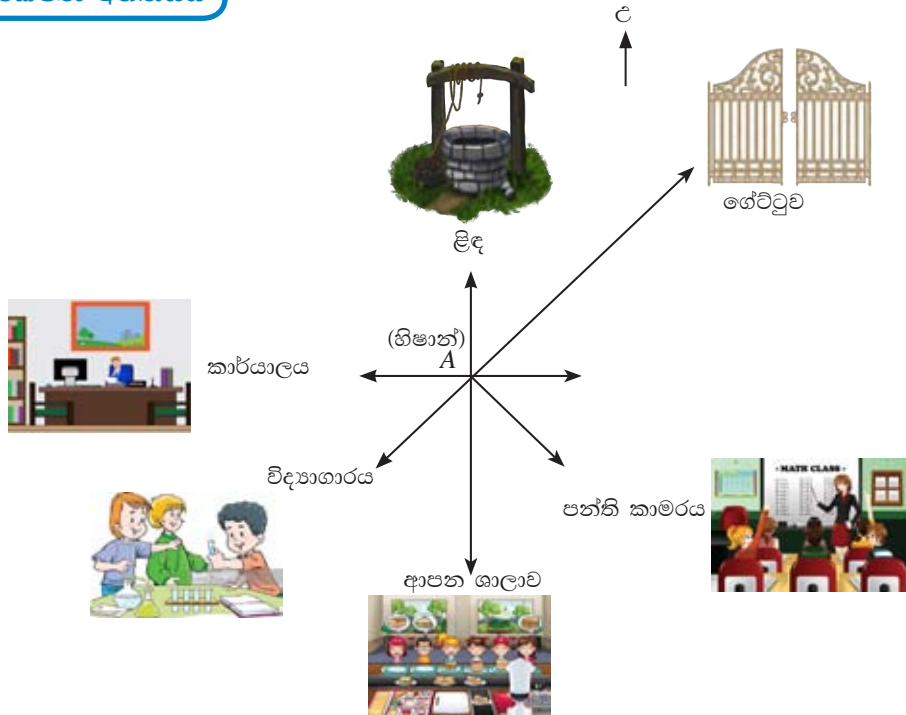 උ
ගේට්ටුව
ළිඳ
(හිෂාන්)
A
කාර්යාලය
විද්‍යාගාරය
MATH CLASS
පන්ති කාමරය
ආපන ශාලාව